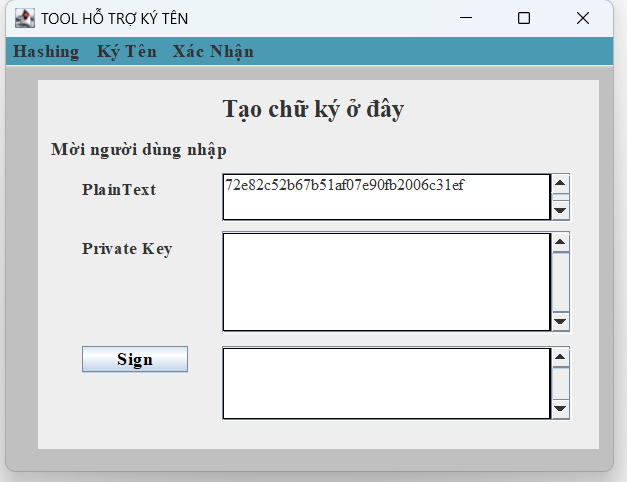 TOOL HỖ TRỢ KÝ TÊN
Hashing Ký Tên Xác Nhận
Tạo chữ ký ở đây
Mời người dùng nhập
PlainText
72e82c52b67b51af07e90fb2006c31ef
Private Key
Sign